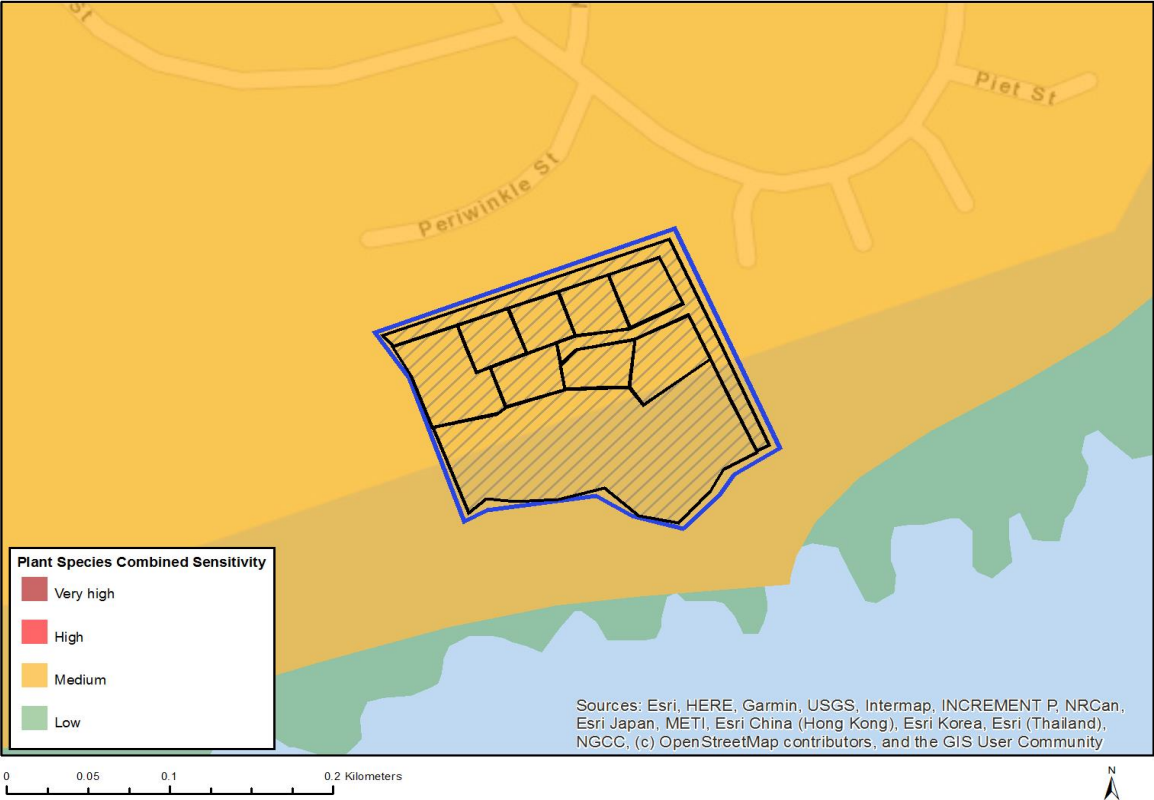 St
Piet St
Periwinkle St
Plant Species Combined Sensitivity
Very high
High
Medium
Low
Sources: Esri, HERE, Garmin, USGS, Intermap, INCREMENT P, NRCan,
Esri Japan, METI, Esri China (Hong Kong), Esri Korea, Esri (Thailand),
NGCC, (c) OpenStreetMap contributors, and the GIS User Community
0 0.05 0.1 0.2 Kilometers
N